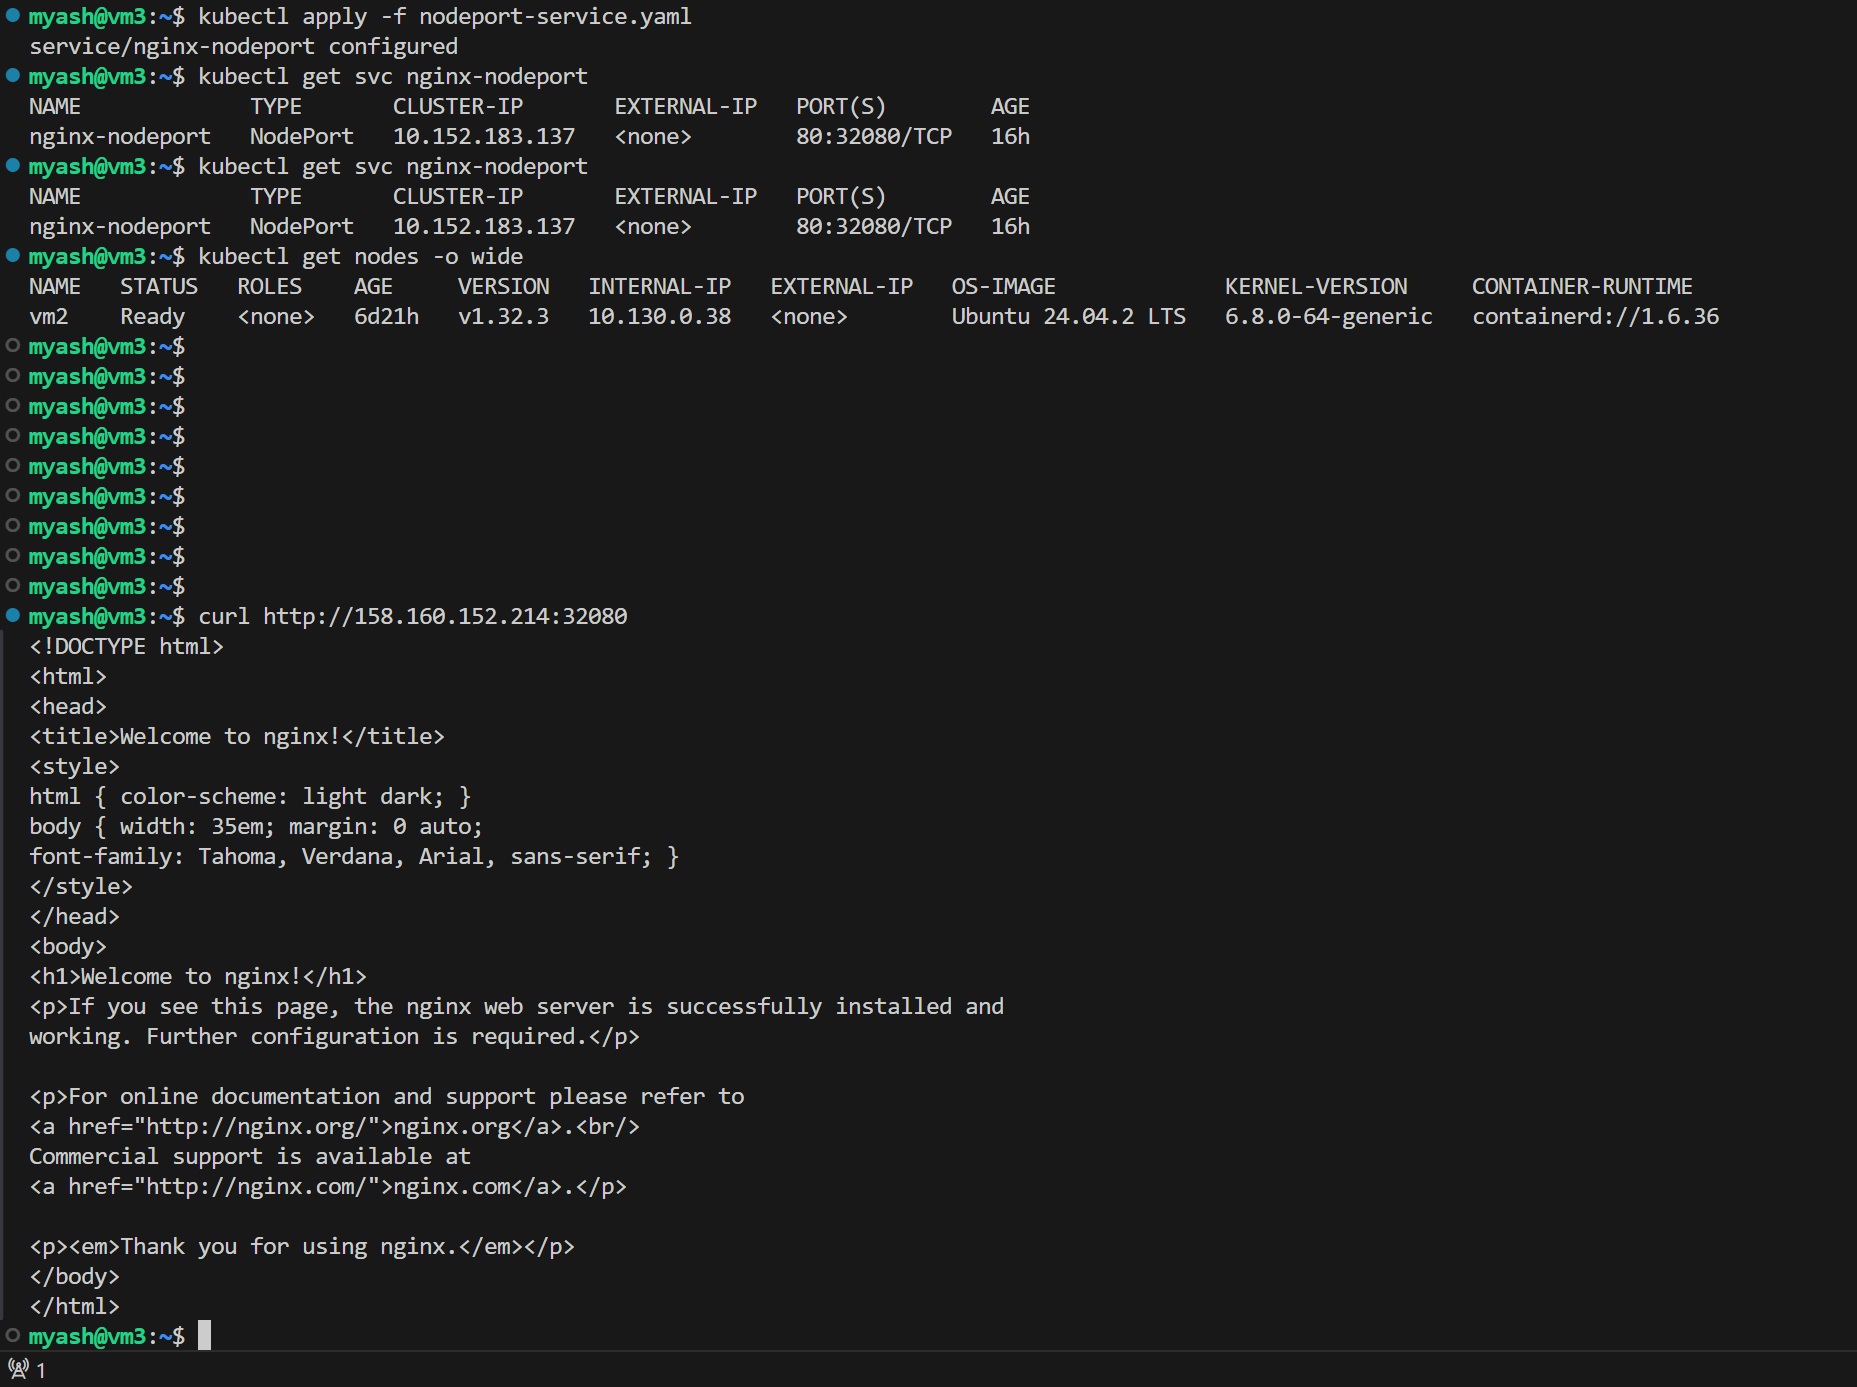 myash@vm3:~$ kubectl apply -f nodeport-service.yaml
service/nginx-nodeport configured
myash@vm3:~$ kubectl get svc nginx-nodeport
NAME             TYPE       CLUSTER-IP       EXTERNAL-IP   PORT(S)        AGE
nginx-nodeport   NodePort   10.152.183.137   <none>        80:32080/TCP   16h
myash@vm3:~$ kubectl get svc nginx-nodeport
NAME             TYPE       CLUSTER-IP       EXTERNAL-IP   PORT(S)        AGE
nginx-nodeport   NodePort   10.152.183.137   <none>        80:32080/TCP   16h
myash@vm3:~$ kubectl get nodes -o wide
NAME   STATUS   ROLES    AGE     VERSION   INTERNAL-IP   EXTERNAL-IP   OS-IMAGE             KERNEL-VERSION     CONTAINER-RUNTIME
vm2    Ready    <none>   6d21h   v1.32.3   10.130.0.38   <none>        Ubuntu 24.04.2 LTS   6.8.0-64-generic   containerd://1.6.36
myash@vm3:~$
myash@vm3:~$
myash@vm3:~$
myash@vm3:~$
myash@vm3:~$
myash@vm3:~$
myash@vm3:~$
myash@vm3:~$
myash@vm3:~$
myash@vm3:~$ curl http://158.160.152.214:32080
<!DOCTYPE html>
<html>
<head>
<title>Welcome to nginx!</title>
<style>
html { color-scheme: light dark; }
body { width: 35em; margin: 0 auto;
font-family: Tahoma, Verdana, Arial, sans-serif; }
</style>
</head>
<body>
<h1>Welcome to nginx!</h1>
<p>If you see this page, the nginx web server is successfully installed and
working. Further configuration is required.</p>

<p>For online documentation and support please refer to
<a href="http://nginx.org/">nginx.org</a>.<br/>
Commercial support is available at
<a href="http://nginx.com/">nginx.com</a>.</p>

<p><em>Thank you for using nginx.</em></p>
</body>
</html>
myash@vm3:~$
1